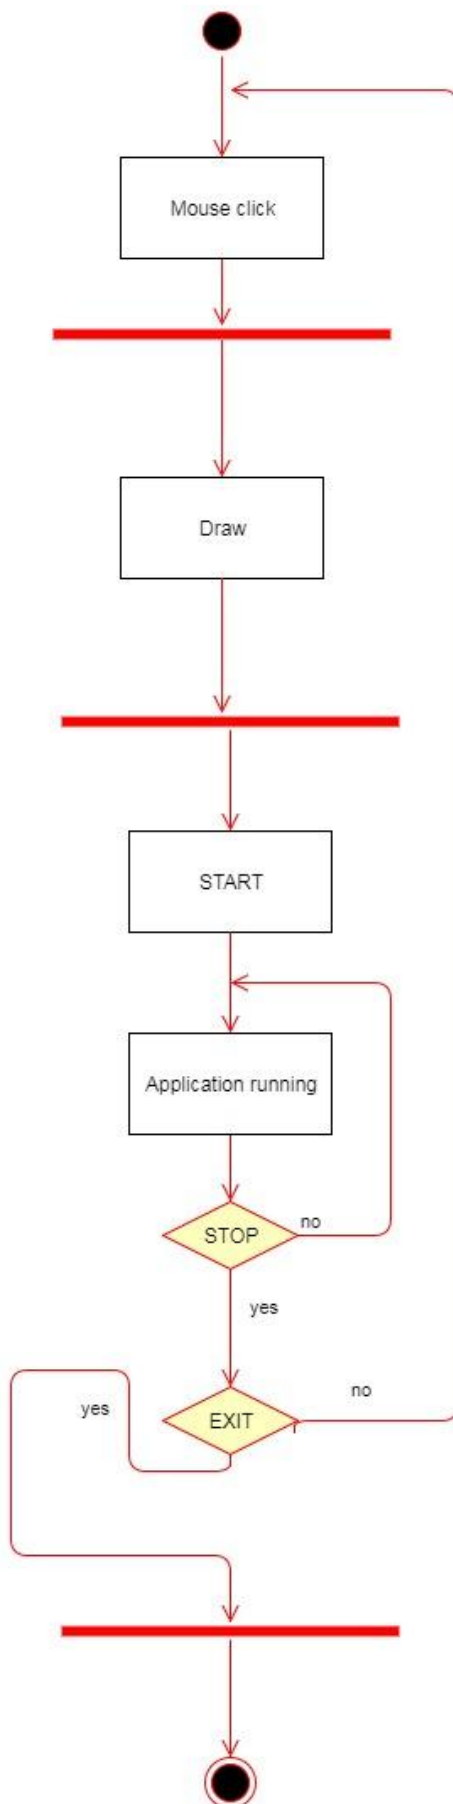 Mouse click
Draw
START
Application running
STOP
no
yes
EXIT
no
yes